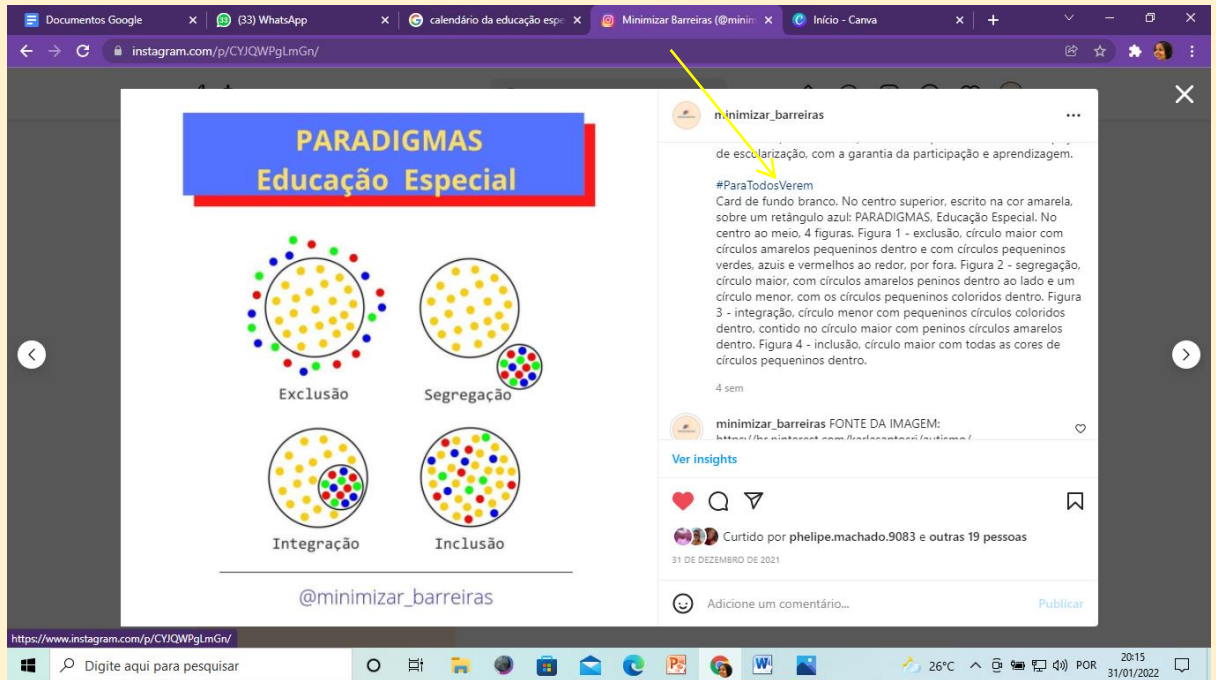 Documentos Google
(33) WhatsApp
calendário da educação espe
Minimizar Barreiras (@minim
Início - Canva
instagram.com/p/CYJQWPgLmGn/
PARADIGMAS
Educação Especial
Exclusão
Segregação
Integração
Inclusão
@minimizar_barreiras
minimizar_barreiras
de escolarização, com a garantia da participação e aprendizagem.
#ParaTodosVerem
Card de fundo branco. No centro superior, escrito na cor amarela,
sobre um retângulo azul: PARADIGMAS, Educação Especial. No
centro ao meio, 4 figuras. Figura 1 - exclusão, círculo maior com
círculos amarelos pequeninos dentro e com círculos pequeninos
verdes, azuis e vermelhos ao redor, por fora. Figura 2 - segregação,
círculo maior, com círculos amarelos peninos dentro ao lado e um
círculo menor, com os círculos pequeninos coloridos dentro. Figura
3 - integração, círculo menor com pequeninos círculos coloridos
dentro, contido no círculo maior com peninos círculos amarelos
dentro. Figura 4 - inclusão, círculo maior com todas as cores de
círculos pequeninos dentro.
4 sem
minimizar_barreiras FONTE DA IMAGEM:
https://br.pinterest.com/karlasantosri/autismo/
Ver insights
Curtido por phelipe.machado.9083 e outras 19 pessoas
31 DE DEZEMBRO DE 2021
Adicione um comentário...
Publicar
https://www.instagram.com/p/CYJQWPgLmGn/
Digite aqui para pesquisar
26°C
POR
20:15
31/01/2022